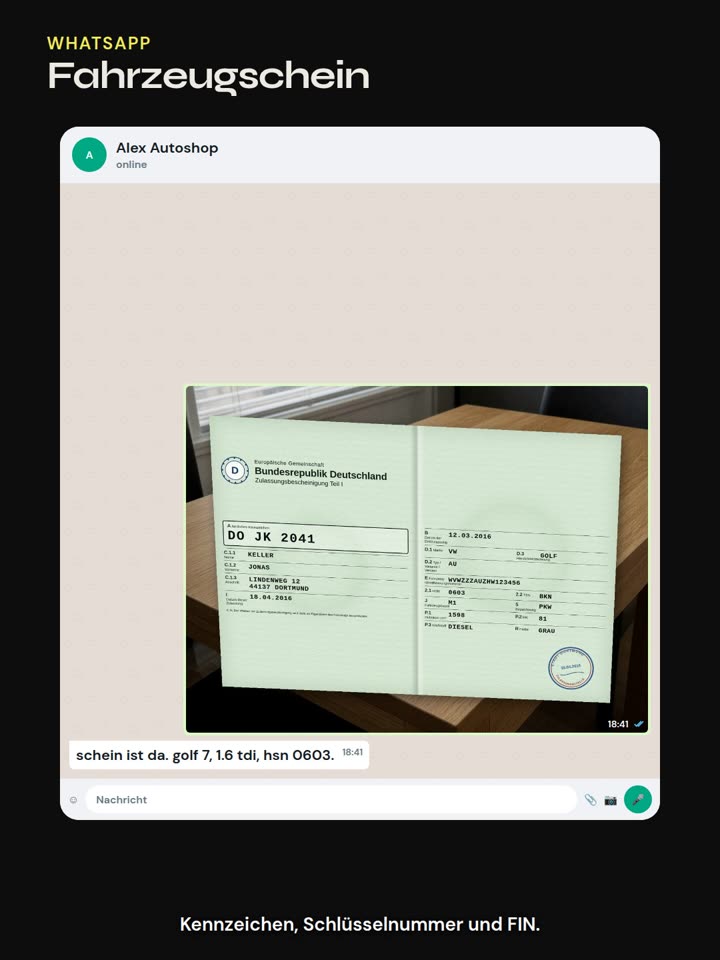 WHATSAPP
Fahrzeugschein
A
Alex Autoshop
online
D
Europäische Gemeinschaft
Bundesrepublik Deutschland
Zulassungsbescheinigung Teil I
A
DO JK 2041
C.1.1 KELLER
C.1.2 JONAS
C.1.3 LINDENWEG 12
44137 DORTMUND
I 18.04.2016
B 12.03.2016
D.1 VW D.3 GOLF
D.2 AU
E WVWZZZAUZHW123456
2.1 0603 2.2 BKN
J M1 5 PKW
P.1 1598 P.2 81
P.3 DIESEL R GRAU
18:41
schein ist da. golf 7, 1.6 tdi, hsn 0603. 18:41
Nachricht
Kennzeichen, Schlüsselnummer und FIN.